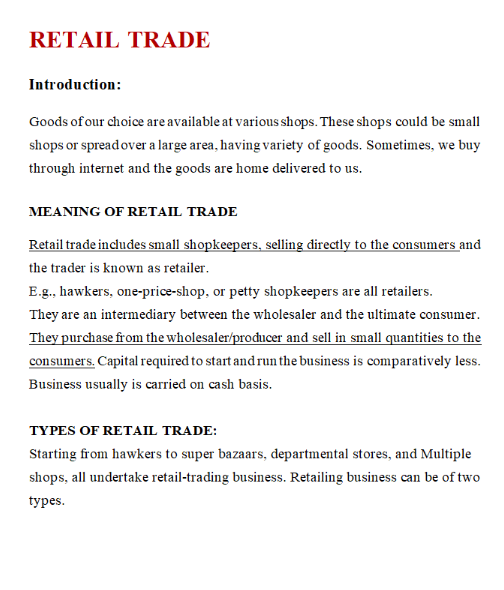 RETAIL TRADE
Introduction:
Goods of our choice are available at various shops. These shops could be small
shops or spread over a large area, having variety of goods. Sometimes, we buy
through internet and the goods are home delivered to us.
MEANING OF RETAIL TRADE
Retail trade includes small shopkeepers, selling directly to the consumers and
the trader is known as retailer.
E.g., hawkers, one-price-shop, or petty shopkeepers are all retailers.
They are an intermediary between the wholesaler and the ultimate consumer.
They purchase from the wholesaler/producer and sell in small quantities to the
consumers. Capital required to start and run the business is comparatively less.
Business usually is carried on cash basis.
TYPES OF RETAIL TRADE:
Starting from hawkers to super bazaars, departmental stores, and Multiple
shops, all undertake retail-trading business. Retailing business can be of two
types.